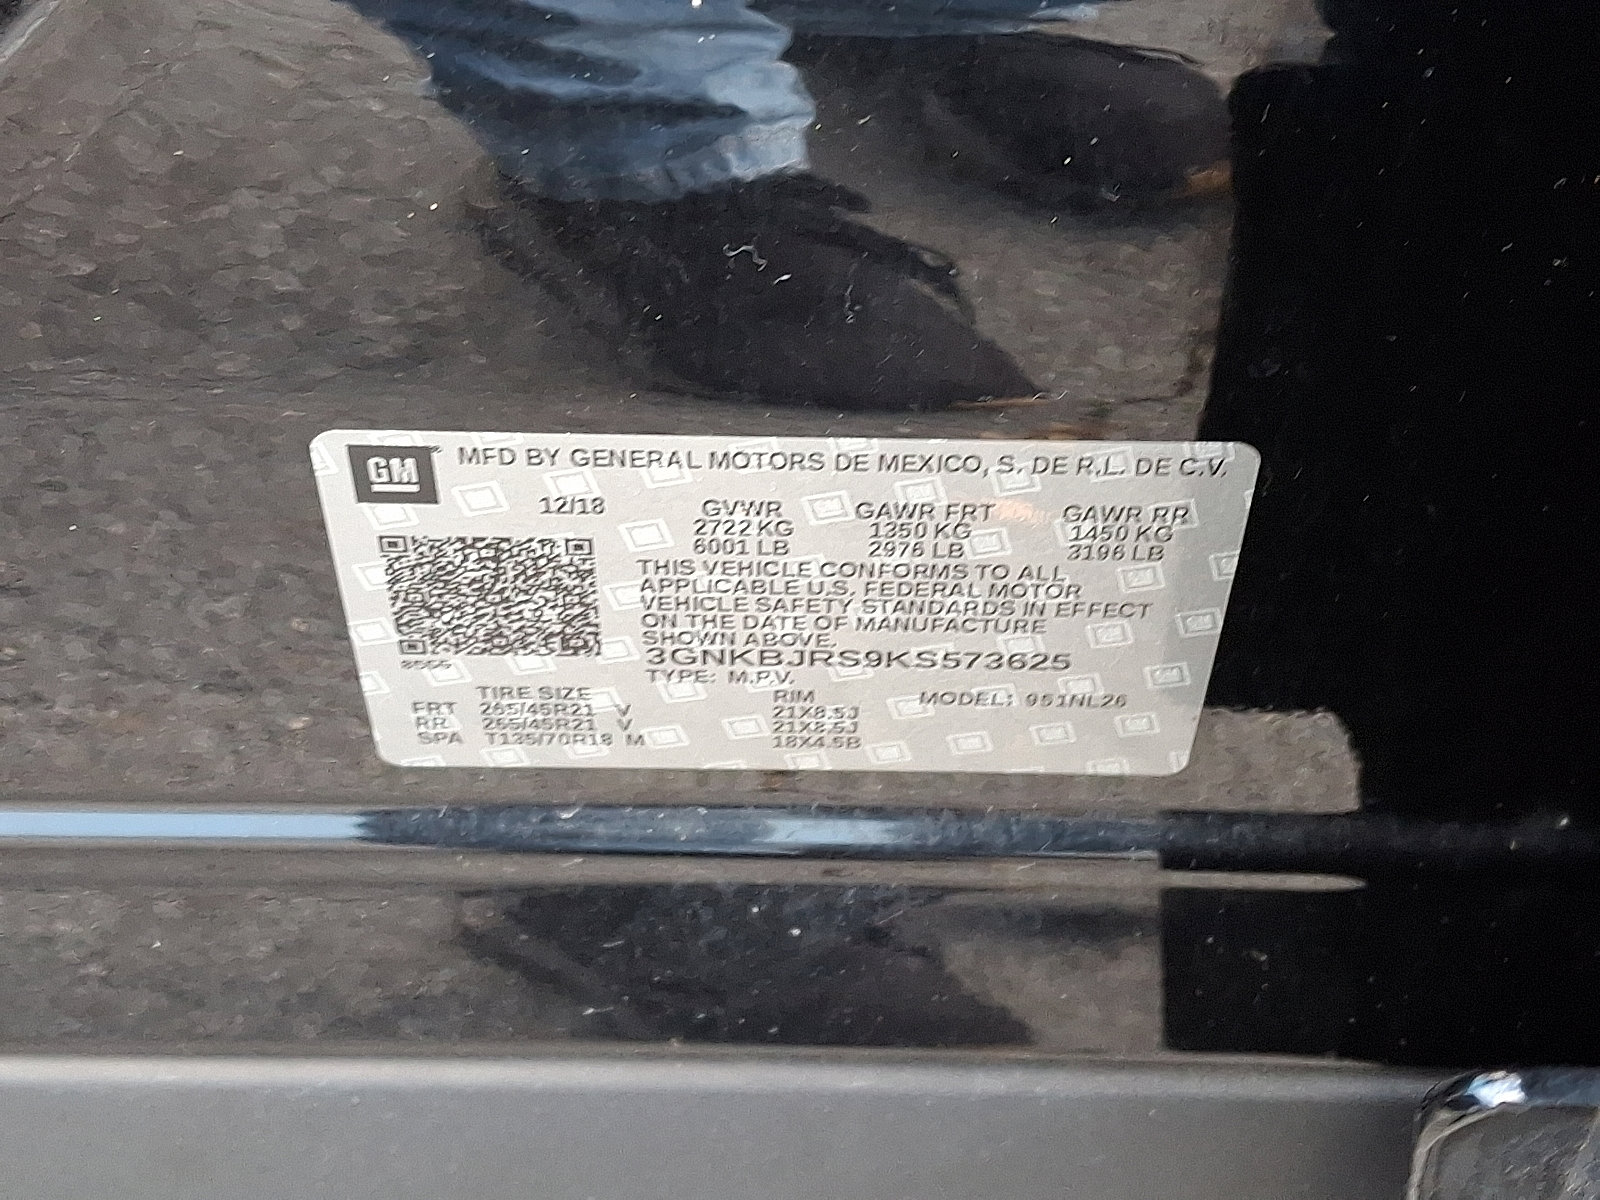 GM MFD BY GENERAL MOTORS DE MEXICO, S. DE R.L. DE C.V.
12/18 GVWR GAWR FRT GAWR RR
2722 KG 1350 KG 1450 KG
6001 LB 2976 LB 3196 LB
THIS VEHICLE CONFORMS TO ALL
APPLICABLE U.S. FEDERAL MOTOR
VEHICLE SAFETY STANDARDS IN EFFECT
ON THE DATE OF MANUFACTURE
SHOWN ABOVE.
3GNKBJRS9KS573625
TYPE: M.P.V.
TIRE SIZE RIM MODEL: 951NL26
FRT 265/45R21 V 21X8.5J
RR 265/45R21 V 21X8.5J
SPA T135/70R18 M 18X4.5B